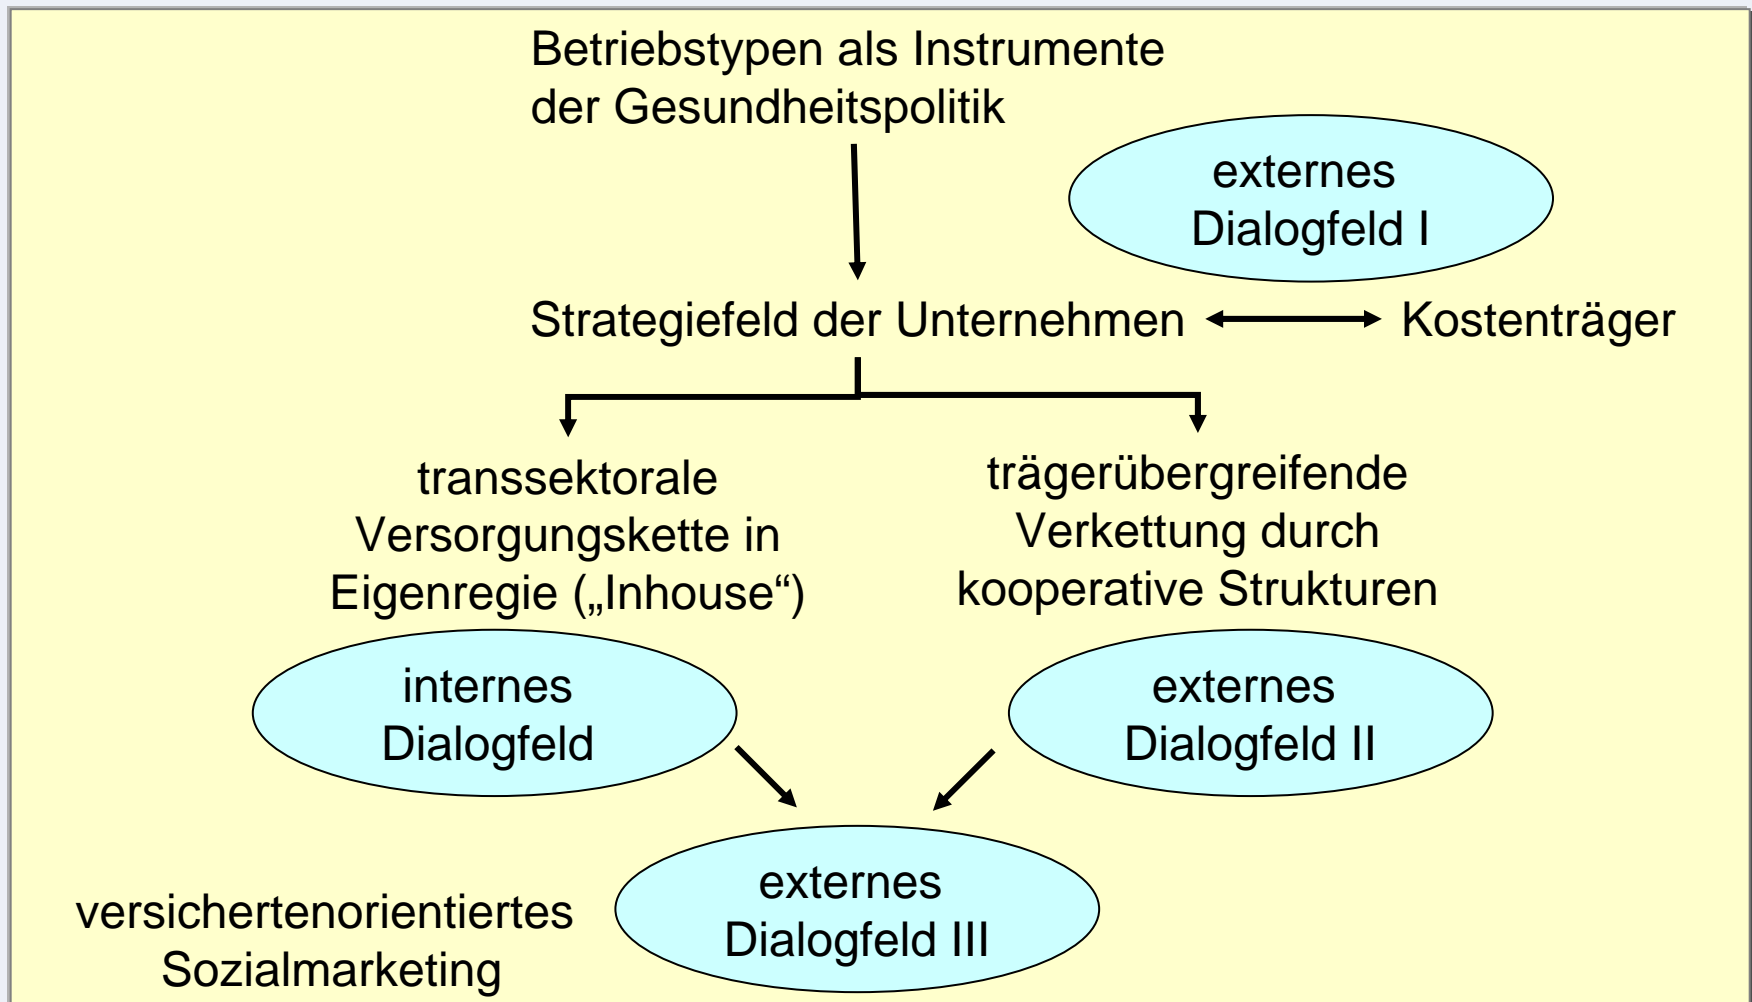 Betriebstypen als Instrumente
der Gesundheitspolitik
externes
Dialogfeld I
Strategiefeld der Unternehmen
Kostenträger
transsektorale
Versorgungskette in
Eigenregie („Inhouse“)
trägerübergreifende
Verkettung durch
kooperative Strukturen
internes
Dialogfeld
externes
Dialogfeld II
externes
Dialogfeld III
versichertenorientiertes
Sozialmarketing